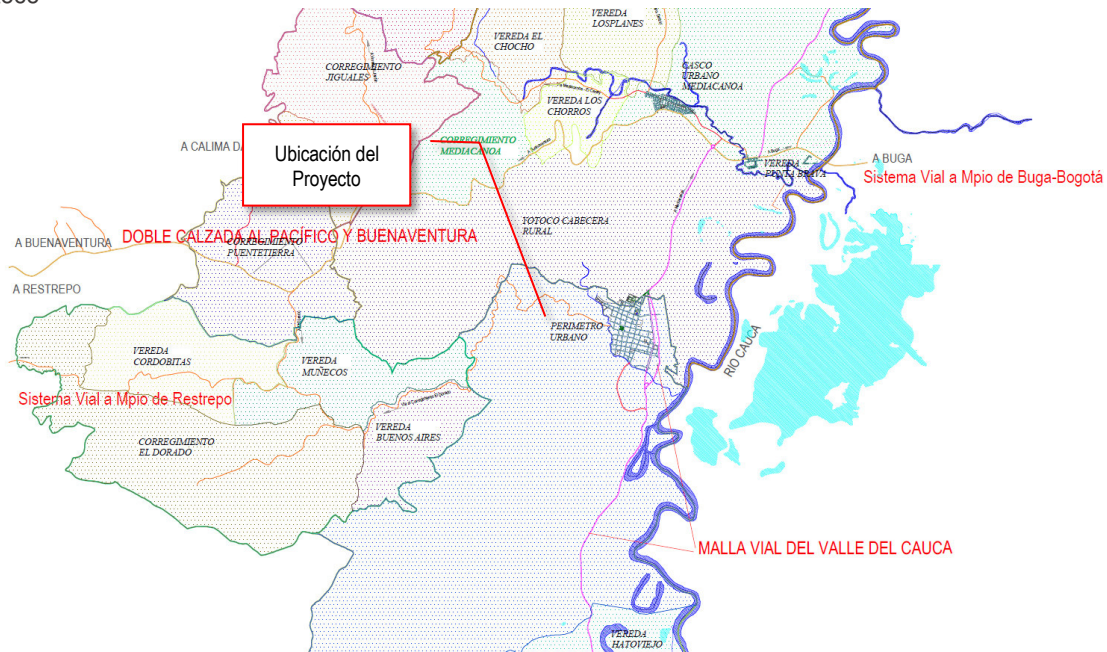 VEREDA
LOSPLANES
VEREDA EL
CHOCHO
CORREGIMIENTO
JIGUALES
CASCO
URBANO
MEDIACANOA
VEREDA LOS
CHORROS
A CALIMA DA
CORREGIMIENTO
MEDIACANOA
Ubicación del
Proyecto
VEREDA
PUNTA BRAVA
A BUGA
Sistema Vial a Mpio de Buga-Bogotá
YOTOCO CABECERA
RURAL
A BUENAVENTURA
DOBLE CALZADA AL PACÍFICO Y BUENAVENTURA
CORREGIMIENTO
PUENTETIERRA
A RESTREPO
PERIMETRO
URBANO
RIO CAUCA
VEREDA
CORDOBITAS
VEREDA
MUÑECOS
Sistema Vial a Mpio de Restrepo
VEREDA
BUENOS AIRES
CORREGIMIENTO
EL DORADO
MALLA VIAL DEL VALLE DEL CAUCA
VEREDA
HATOVIEJO